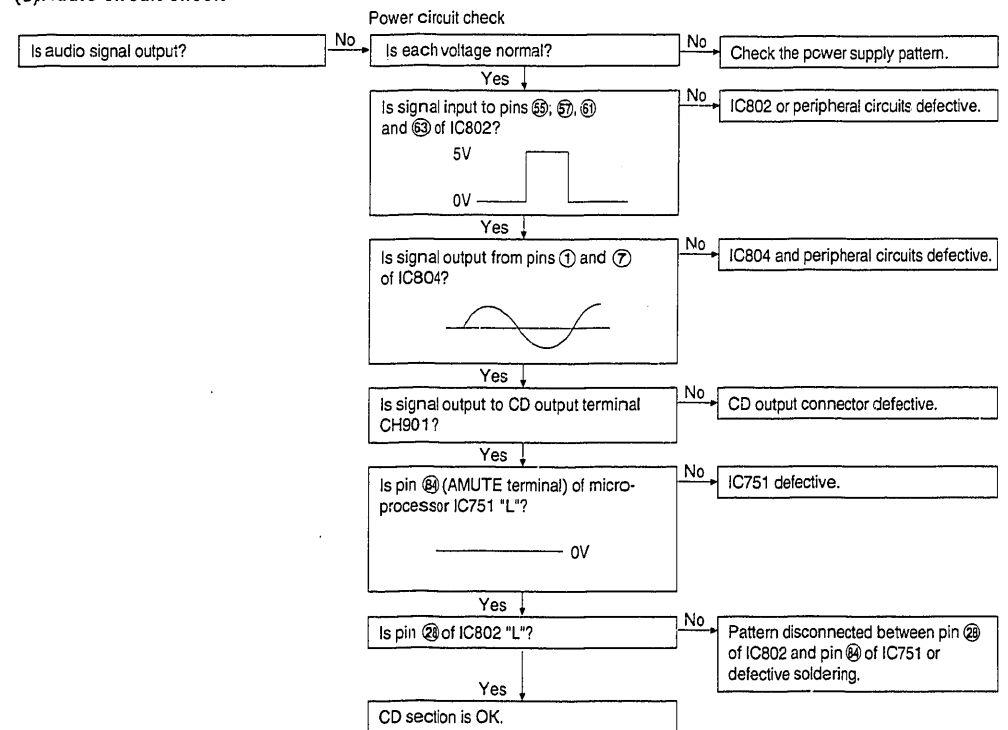 Power circuit check
Is audio signal output?
No
Is each voltage normal?
No
Check the power supply pattern.
Yes
Is signal input to pins ㊺; 57, 61
and 63 of IC802?
5V
0V
No
IC802 or peripheral circuits defective.
Yes
Is signal output from pins ① and ⑦
of IC804?
No
IC804 and peripheral circuits defective.
Yes
Is signal output to CD output terminal
CH901?
No
CD output connector defective.
Yes
Is pin 84 (AMUTE terminal) of micro-
processor IC751 "L"?
0V
No
IC751 defective.
Yes
Is pin ㉘ of IC802 "L"?
No
Pattern disconnected between pin ㉘
of IC802 and pin 84 of IC751 or
defective soldering.
Yes
CD section is OK.